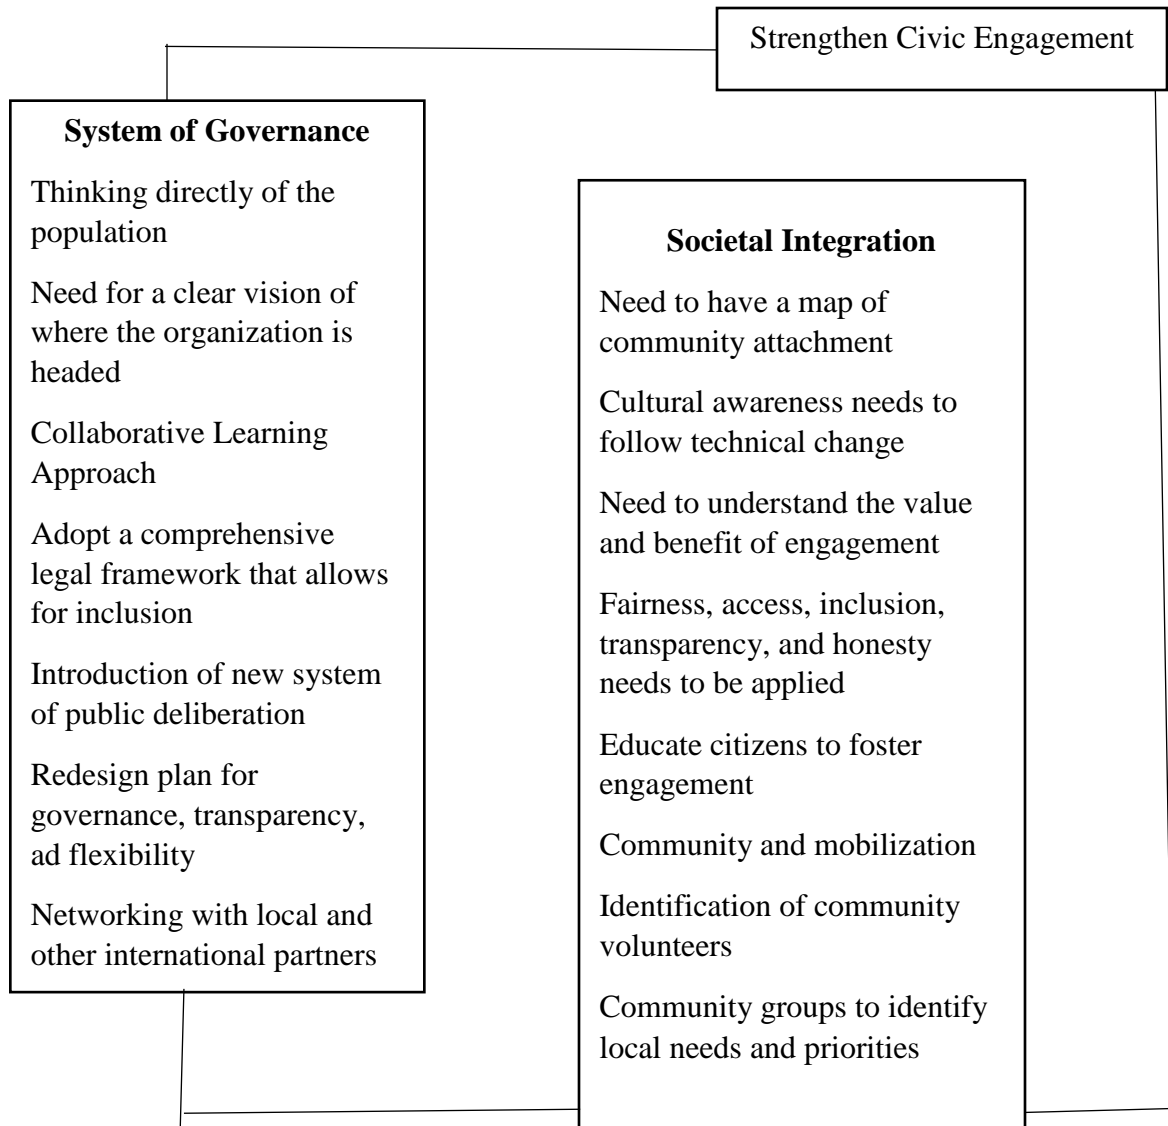 Strengthen Civic Engagement
System of Governance
Thinking directly of the
population
Need for a clear vision of
where the organization is
headed
Collaborative Learning
Approach
Adopt a comprehensive
legal framework that allows
for inclusion
Introduction of new system
of public deliberation
Redesign plan for
governance, transparency,
ad flexibility
Networking with local and
other international partners
Societal Integration
Need to have a map of
community attachment
Cultural awareness needs to
follow technical change
Need to understand the value
and benefit of engagement
Fairness, access, inclusion,
transparency, and honesty
needs to be applied
Educate citizens to foster
engagement
Community and mobilization
Identification of community
volunteers
Community groups to identify
local needs and priorities